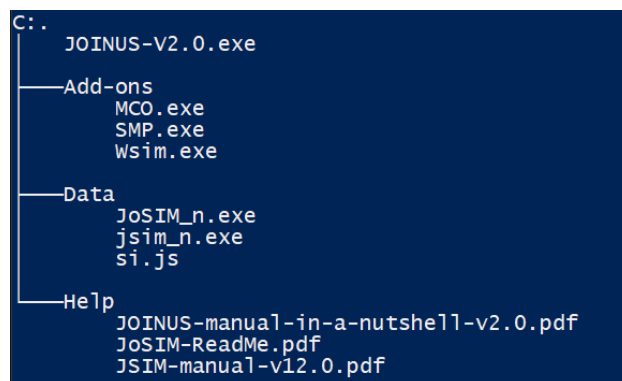 C:.
JOINUS-V2.0.exe
Add-ons
MCO.exe
SMP.exe
Wsim.exe
Data
JoSIM_n.exe
jsim_n.exe
si.js
Help
JOINUS-manual-in-a-nutshell-v2.0.pdf
JoSIM-ReadMe.pdf
JSIM-manual-v12.0.pdf